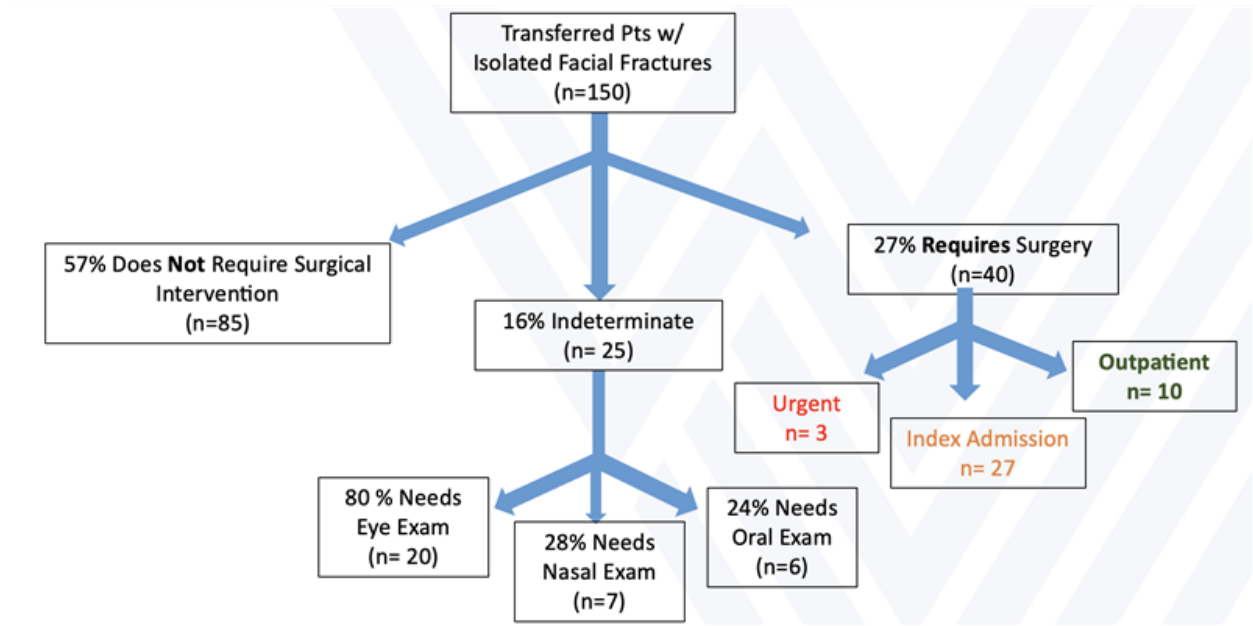 Transferred Pts w/
Isolated Facial Fractures
(n=150)
57% Does Not Require Surgical
Intervention
(n=85)
16% Indeterminate
(n= 25)
27% Requires Surgery
(n=40)
Urgent
n= 3
Index Admission
n= 27
Outpatient
n= 10
80 % Needs
Eye Exam
(n= 20)
28% Needs
Nasal Exam
(n=7)
24% Needs
Oral Exam
(n=6)